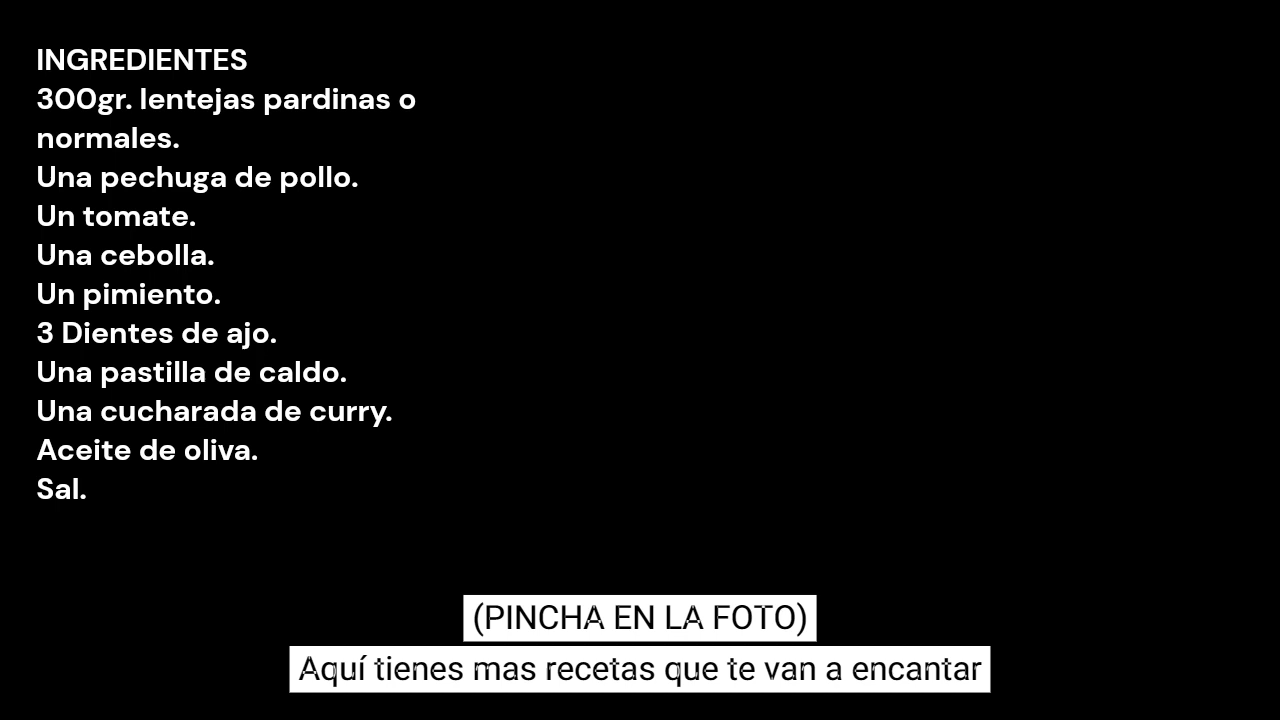 INGREDIENTES
300gr. lentejas pardinas o
normales.
Una pechuga de pollo.
Un tomate.
Una cebolla.
Un pimiento.
3 Dientes de ajo.
Una pastilla de caldo.
Una cucharada de curry.
Aceite de oliva.
Sal.
(PINCHA EN LA FOTO)
Aquí tienes mas recetas que te van a encantar